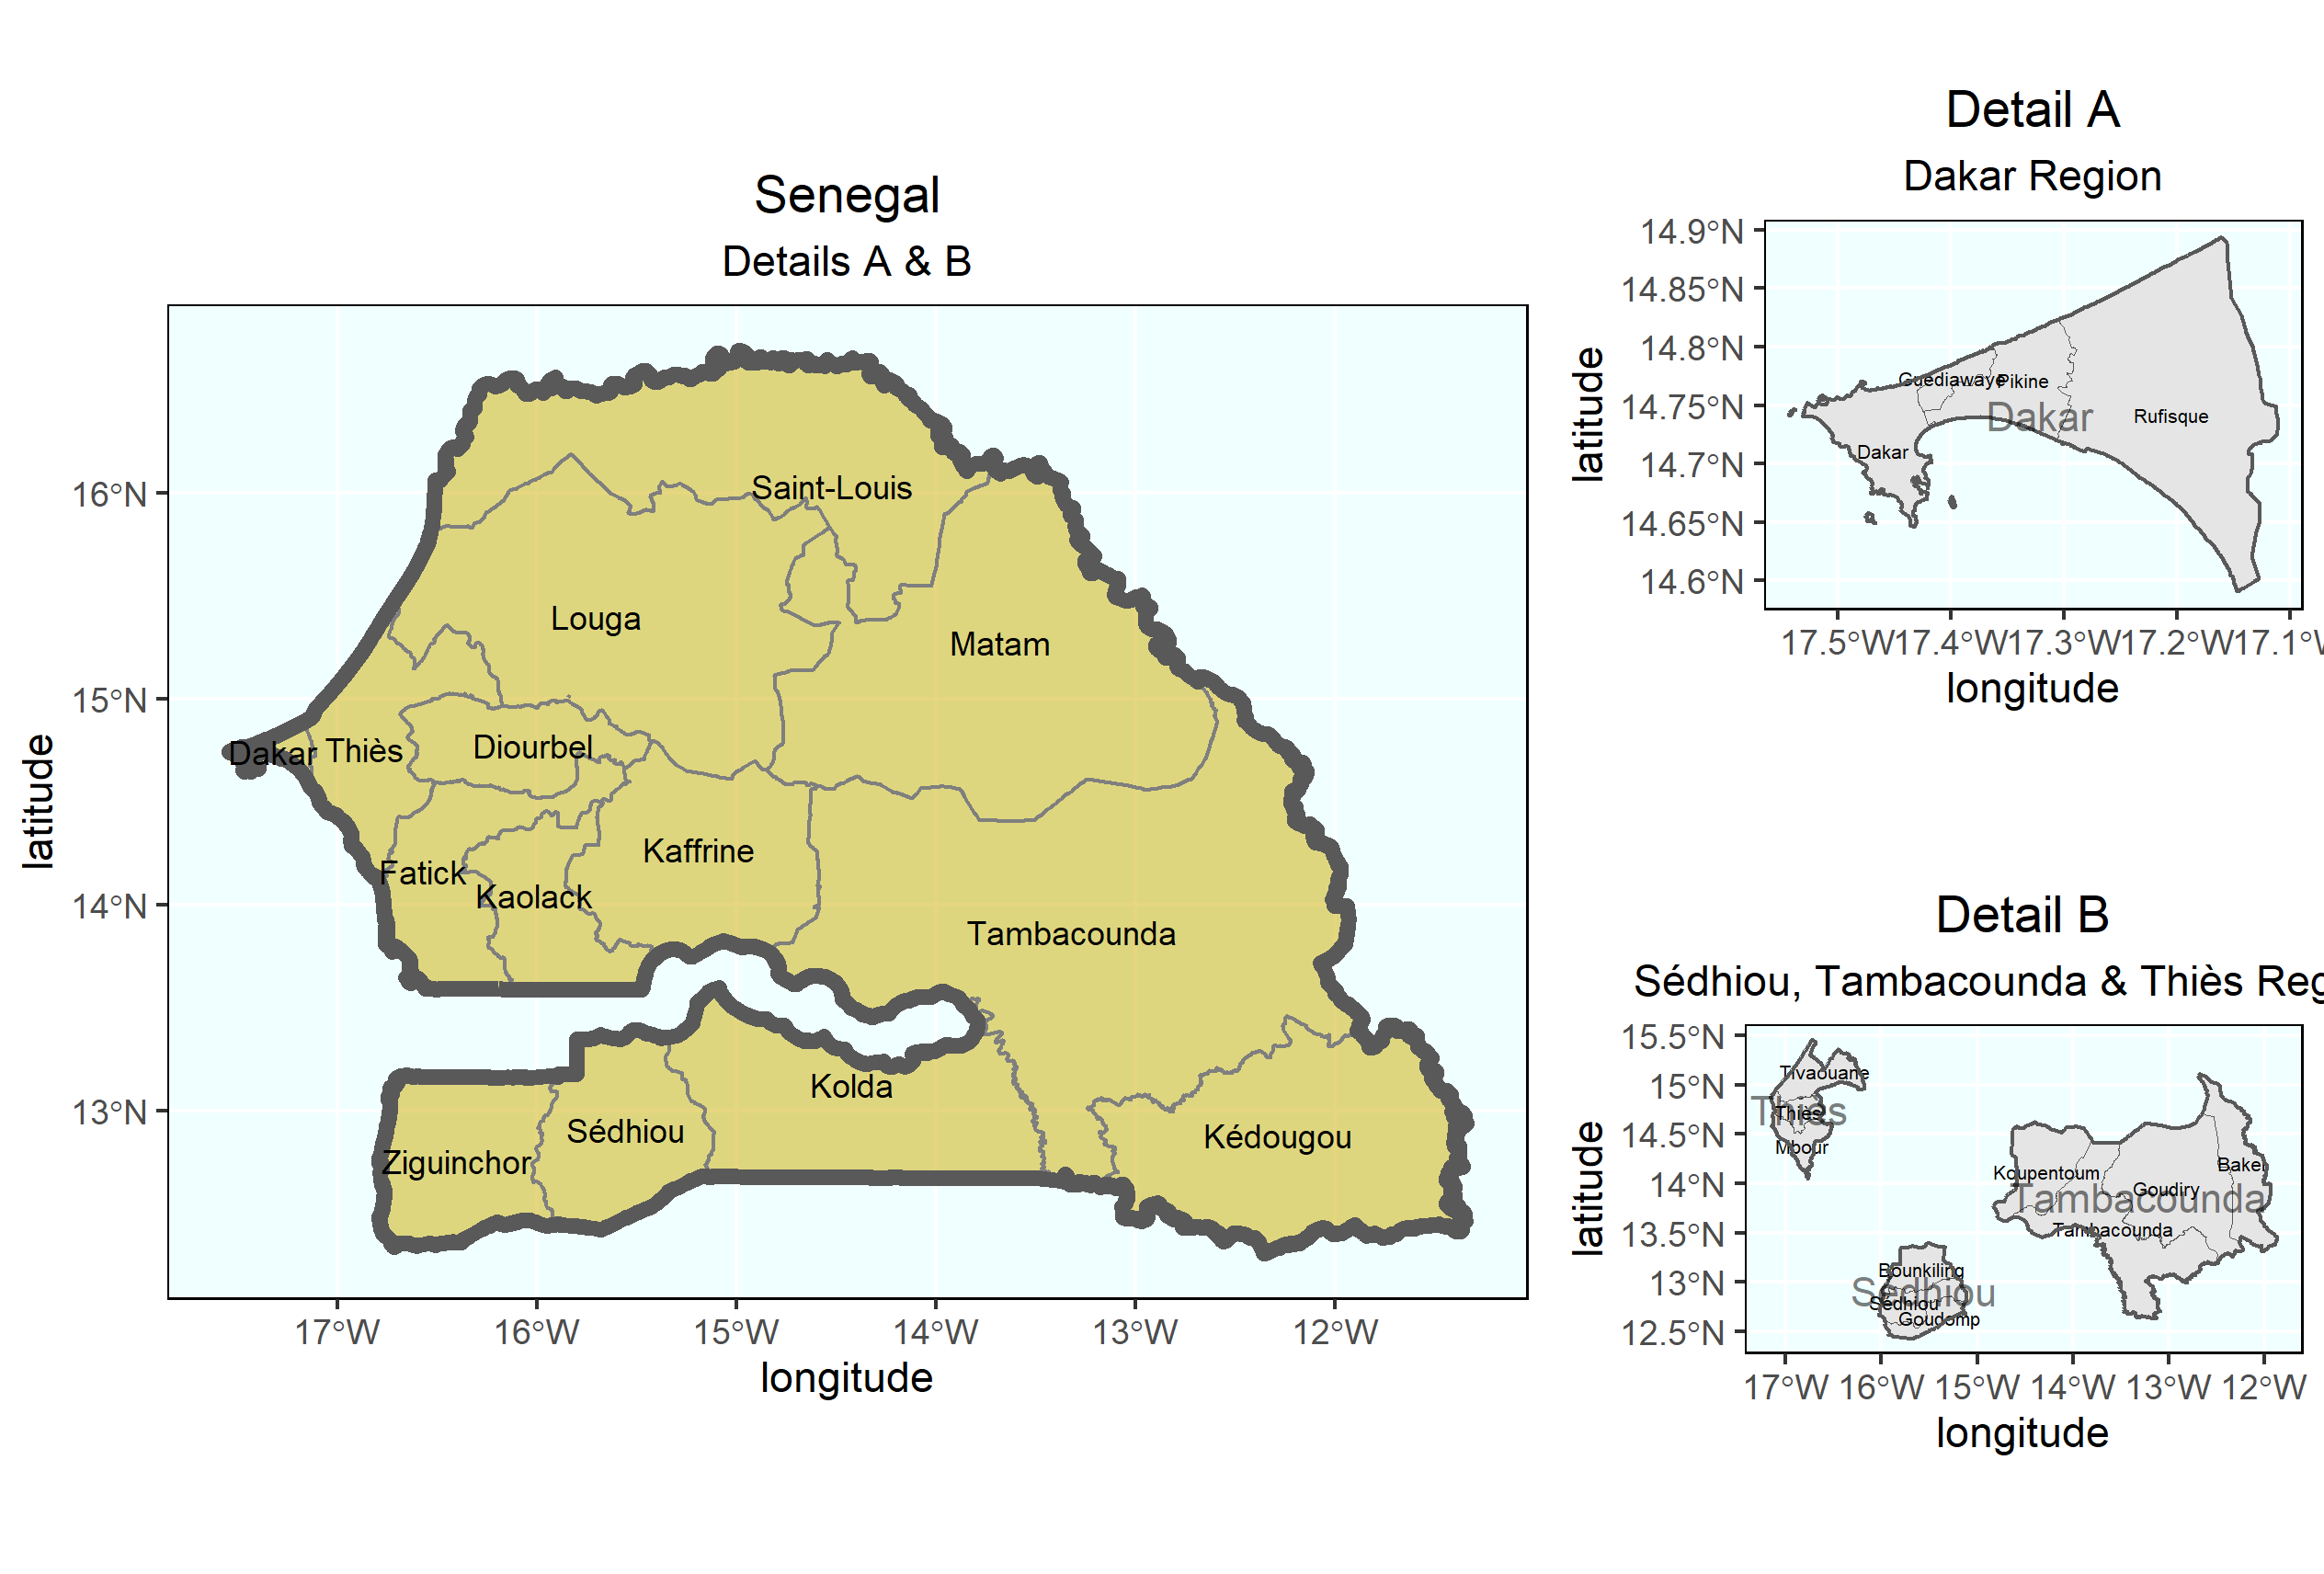 Senegal
Details A & B
latitude
16°N
15°N
14°N
13°N
Saint-Louis
Louga
Matam
Dakar
Thiès
Diourbel
Kaffrine
Fatick
Kaolack
Tambacounda
Kolda
Sédhiou
Kédougou
Ziguinchor
17°W 16°W 15°W 14°W 13°W 12°W
longitude
Detail A
Dakar Region
latitude
14.9°N
14.85°N
14.8°N
14.75°N
14.7°N
14.65°N
14.6°N
Guediawaye
Pikine
Dakar
Rufisque
Dakar
17.5°W 17.4°W 17.3°W 17.2°W 17.1°W
longitude
Detail B
Sédhiou, Tambacounda & Thiès Reg
latitude
15.5°N
15°N
14.5°N
14°N
13.5°N
13°N
12.5°N
Tivaouane
Thiès
Thiès
Mbour
Bakel
Koupentoum
Goudiry
Tambacounda
Tambacounda
Bounkiling
Sédhiou
Sédhiou
Goudomp
17°W 16°W 15°W 14°W 13°W 12°W
longitude